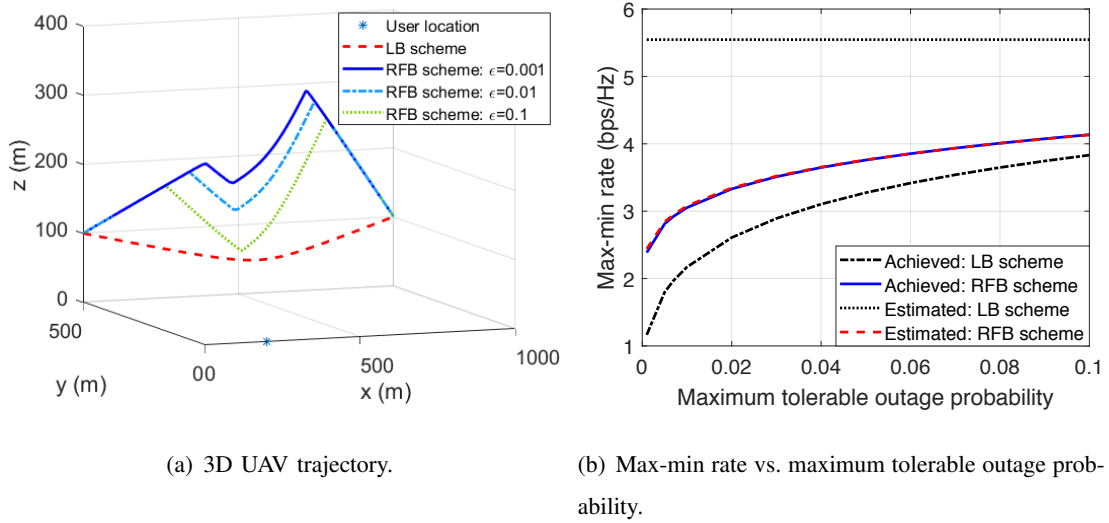 400
300
200
100
0
z (m)
500
y (m)
00
500
x (m)
1000
User location
LB scheme
RFB scheme: ϵ=0.001
RFB scheme: ϵ=0.01
RFB scheme: ϵ=0.1
6
5
4
3
2
1
Max-min rate (bps/Hz)
Achieved: LB scheme
Achieved: RFB scheme
Estimated: LB scheme
Estimated: RFB scheme
0
0.02
0.04
0.06
0.08
0.1
Maximum tolerable outage probability
(a) 3D UAV trajectory.
(b) Max-min rate vs. maximum tolerable outage prob-
ability.